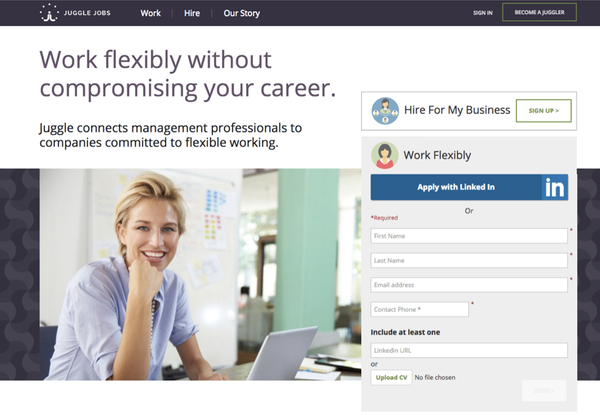 JUGGLE JOBS
Work
Hire
Our Story
SIGN IN
BECOME A JUGGLER
Work flexibly without
compromising your career.
Juggle connects management professionals to
companies committed to flexible working.
Hire For My Business
SIGN UP >
Work Flexibly
Apply with Linked In
in
Or
*Required
First Name
*
Last Name
*
Email address
*
Contact Phone *
*
Include at least one
Linkedin URL
or
Upload CV
No file chosen